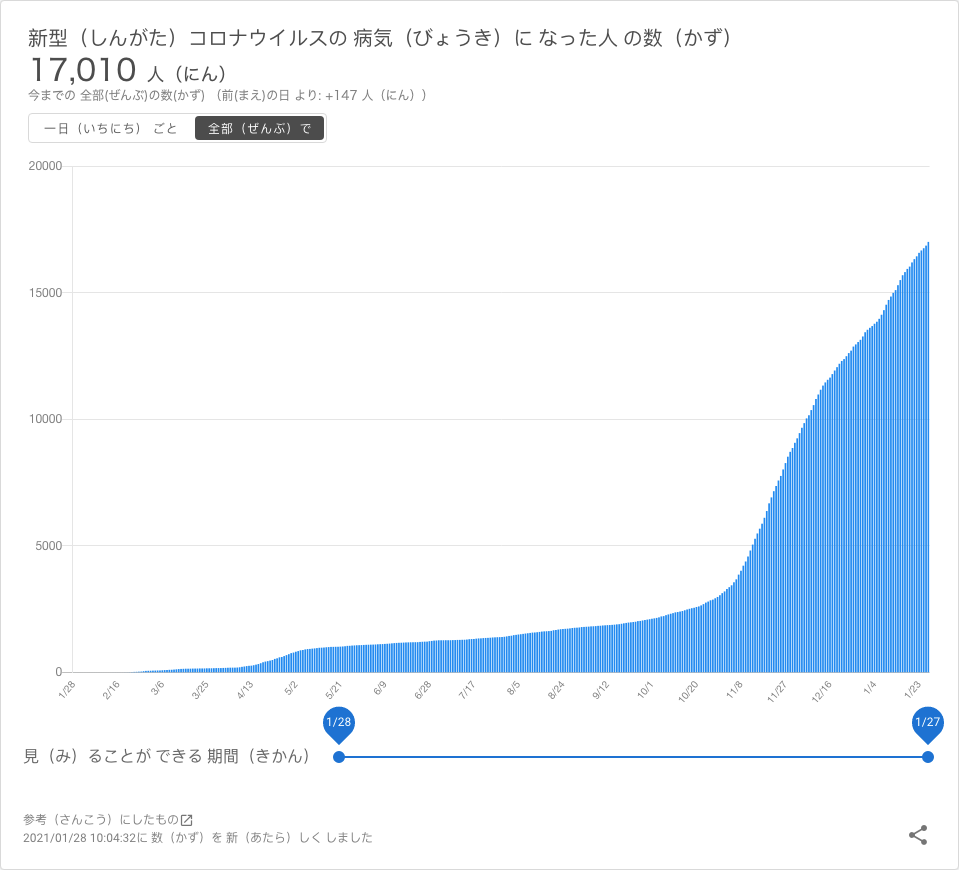 新型（しんがた）コロナウイルスの 病気（びょうき）に なった人 の数（かず）
17,010 人（にん）
今までの 全部(ぜんぶ)の数(かず) （前(まえ)の日 より: +147 人（にん））
一日（いちにち） ごと 全部（ぜんぶ）で
20000
15000
10000
5000
0
1/28 2/16 3/6 3/25 4/13 5/2 5/21 6/9 6/28 7/17 8/5 8/24 9/12 10/1 10/20 11/8 11/27 12/16 1/4 1/23
1/28 1/27
見（み）ることが できる 期間（きかん）
参考（さんこう）にしたもの
2021/01/28 10:04:32に 数（かず）を 新（あたら）しく しました